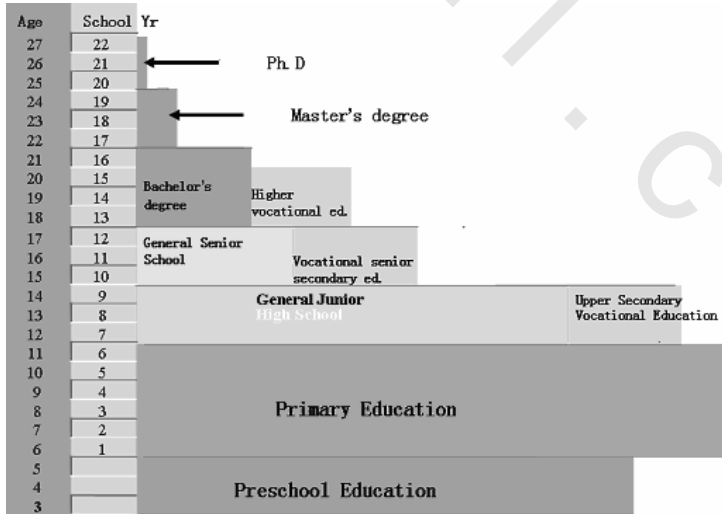 Age School Yr
27 22
26 21 Ph.D
25 20
24 19
23 18 Master's degree
22 17
21 16
20 15 Bachelor's degree
19 14 Higher vocational ed.
18 13
17 12 General Senior School
16 11 Vocational senior secondary ed.
15 10
14 9 General Junior High School
13 8 Upper Secondary Vocational Education
12 7
11 6
10 5
9 4
8 3 Primary Education
7 2
6 1
5
4 Preschool Education
3